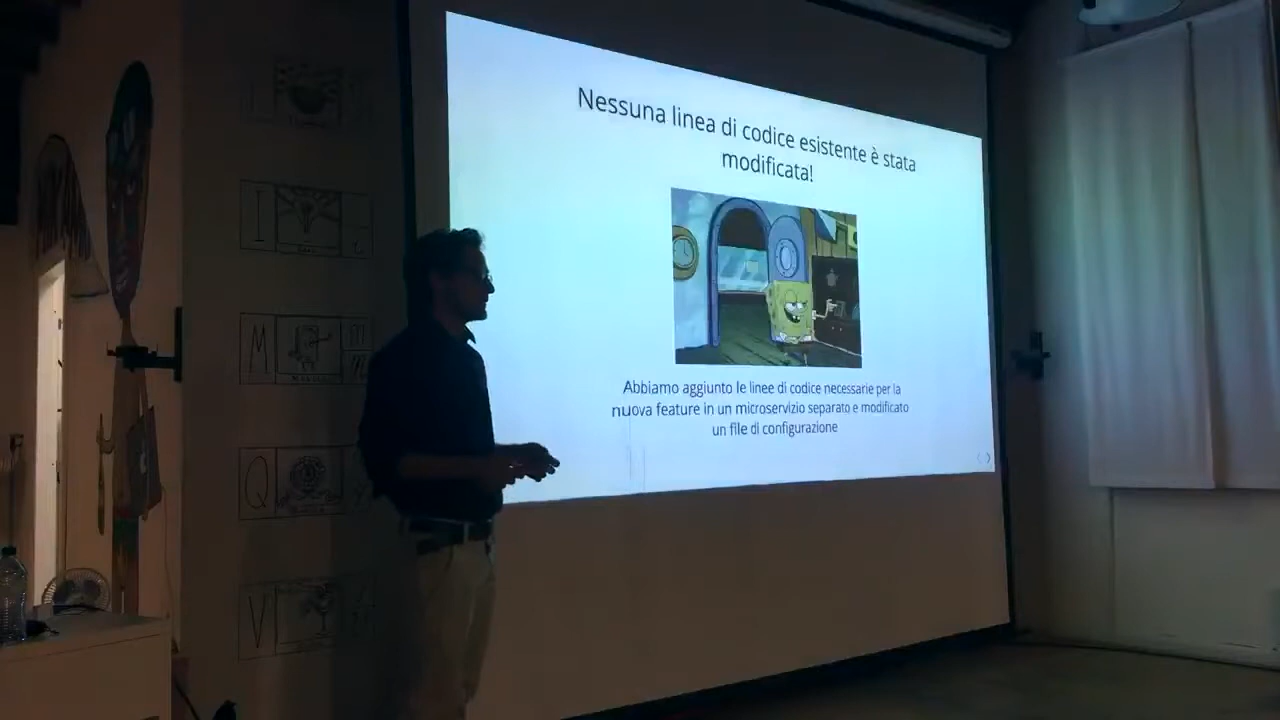 Nessuna linea di codice esistente è stata
modificata!
Abbiamo aggiunto le linee di codice necessarie per la
nuova feature in un microservizio separato e modificato
un file di configurazione
I
M
m
Q
V